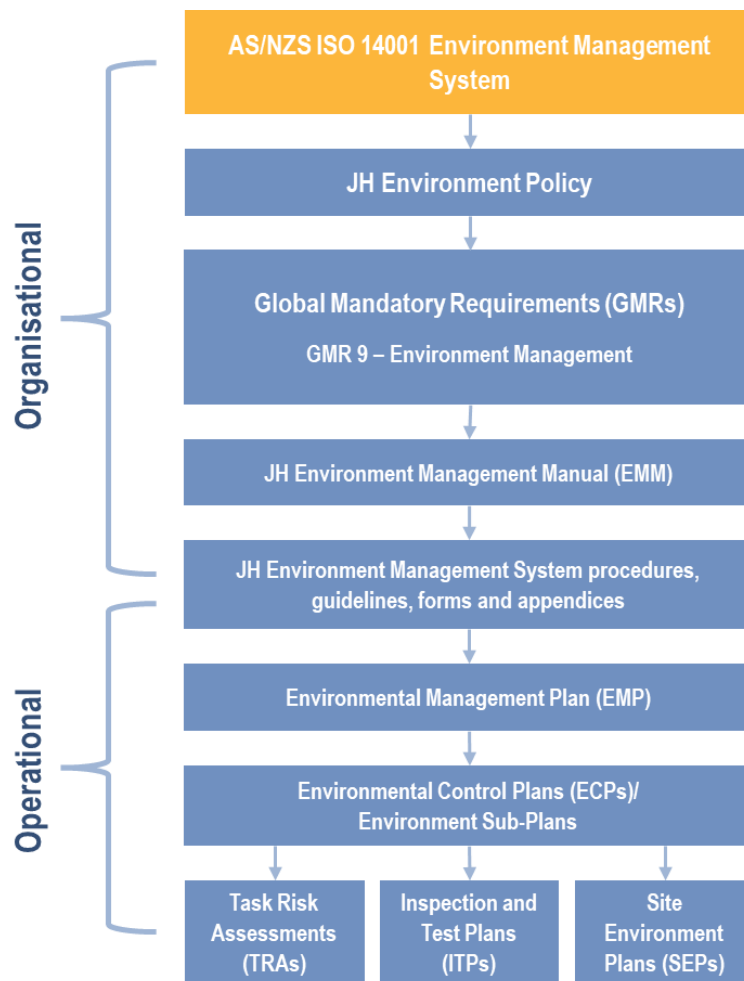 AS/NZS ISO 14001 Environment Management
System
JH Environment Policy
Global Mandatory Requirements (GMRs)
GMR 9 – Environment Management
JH Environment Management Manual (EMM)
JH Environment Management System procedures,
guidelines, forms and appendices
Environmental Management Plan (EMP)
Environmental Control Plans (ECPs)/
Environment Sub-Plans
Task Risk
Assessments
(TRAs)
Inspection and
Test Plans
(ITPs)
Site
Environment
Plans (SEPs)
Organisational
Operational